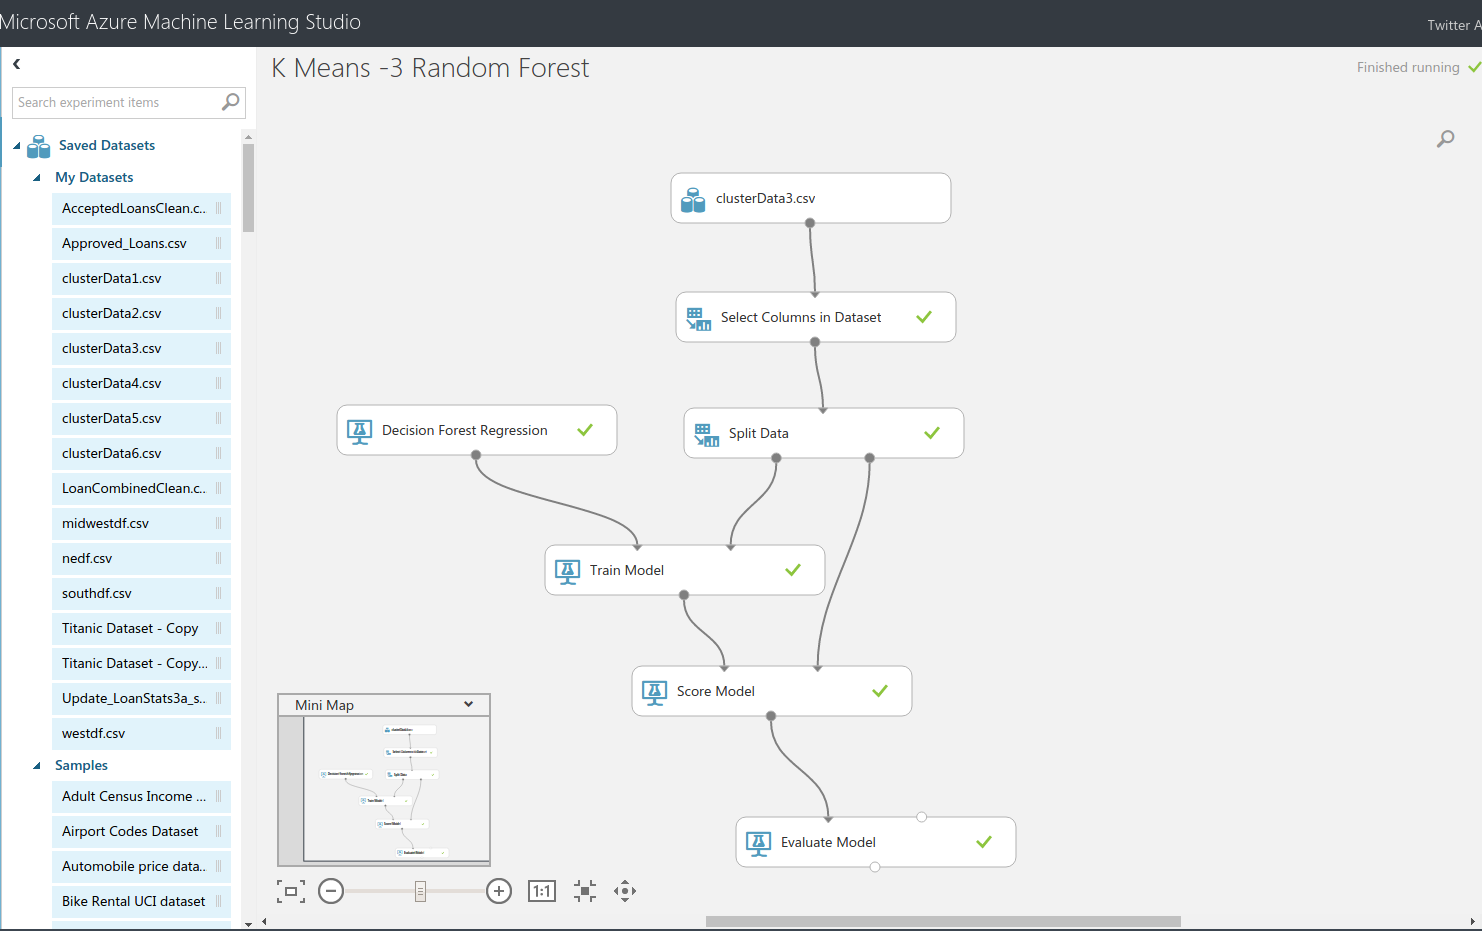 Microsoft Azure Machine Learning Studio
Twitter A
K Means -3 Random Forest
Finished running
Search experiment items
Saved Datasets
My Datasets
AcceptedLoansClean.c...
Approved_Loans.csv
clusterData1.csv
clusterData2.csv
clusterData3.csv
clusterData4.csv
clusterData5.csv
clusterData6.csv
LoanCombinedClean.c...
midwestdf.csv
nedf.csv
southdf.csv
Titanic Dataset - Copy
Titanic Dataset - Copy...
Update_LoanStats3a_s...
westdf.csv
Samples
Adult Census Income ...
Airport Codes Dataset
Automobile price data...
Bike Rental UCI dataset
clusterData3.csv
Select Columns in Dataset
Decision Forest Regression
Split Data
Train Model
Score Model
Evaluate Model
Mini Map
1:1